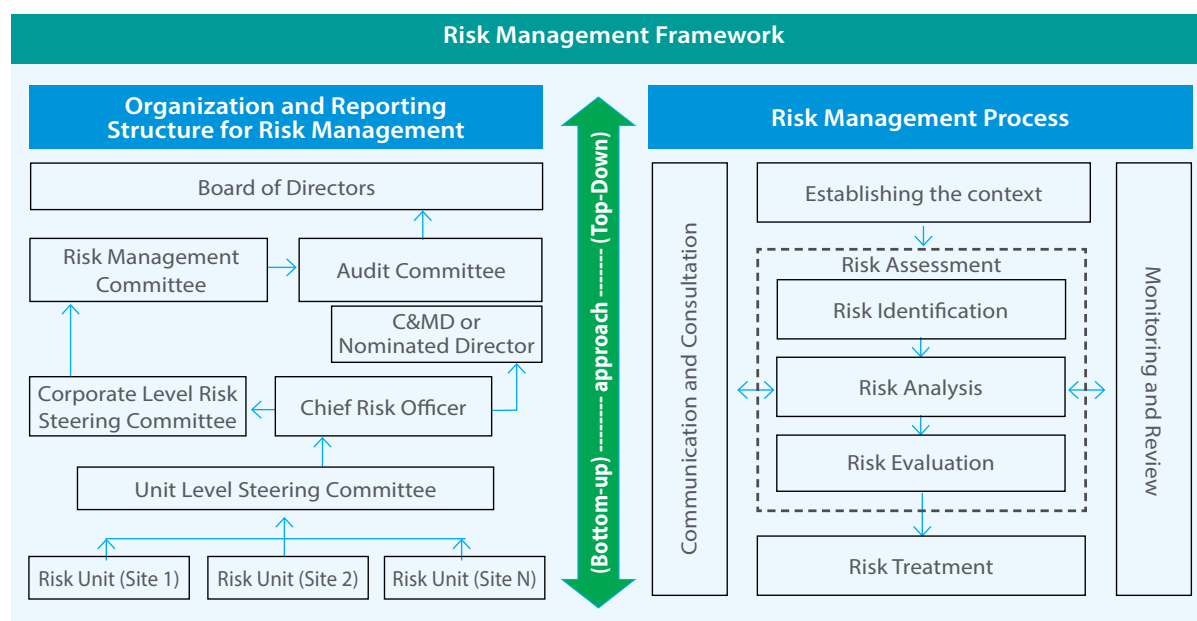 Risk Management Framework
Organization and Reporting
Structure for Risk Management
Board of Directors
Risk Management
Committee
Audit Committee
C&MD or
Nominated Director
Corporate Level Risk
Steering Committee
Chief Risk Officer
Unit Level Steering Committee
Risk Unit (Site 1)
Risk Unit (Site 2)
Risk Unit (Site N)
(Bottom-up) ------- approach ------- (Top-Down)
Risk Management Process
Communication and Consultation
Establishing the context
Risk Assessment
Risk Identification
Risk Analysis
Risk Evaluation
Risk Treatment
Monitoring and Review